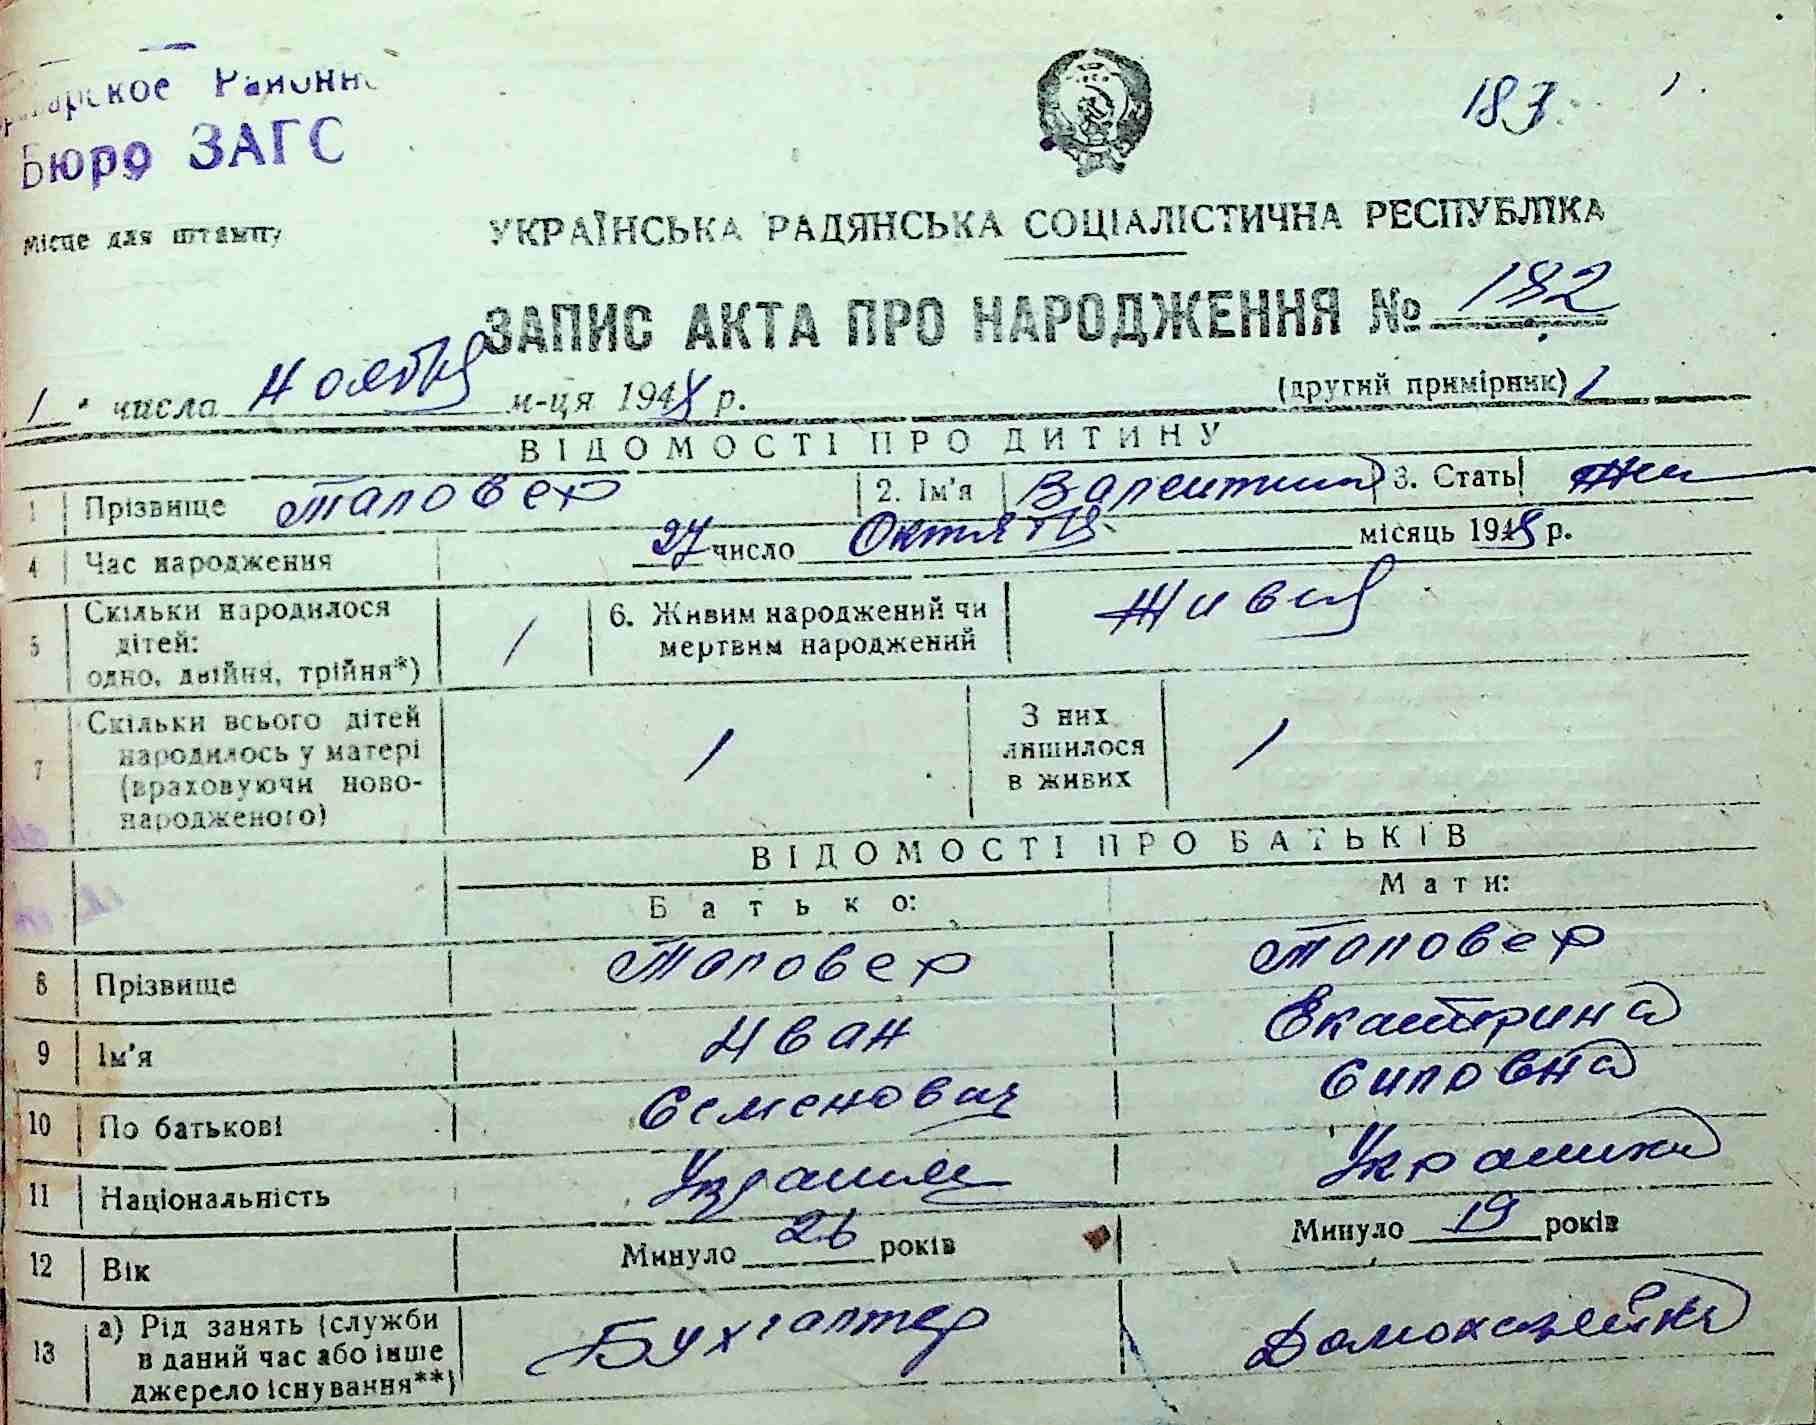 Бюро ЗАГС
183
місце для штампу
УКРАЇНСЬКА РАДЯНСЬКА СОЦІАЛІСТИЧНА РЕСПУБЛІКА
ЗАПИС АКТА ПРО НАРОДЖЕННЯ № 182
1 числа Ноября м-ця 1948 р. (другий примірник) 1
ВІДОМОСТІ ПРО ДИТИНУ
1 Прізвище Таловер 2. Ім'я Валентина 3. Стать Жен
4 Час народження 27 число Октября місяць 1948 р.
5 Скільки народилося дітей: одно, двійня, трійня*) 1 6. Живим народжений чи мертвим народжений Живая
7 Скільки всього дітей народилось у матері (враховуючи новонародженого) 1 З них лишилося в живих 1
ВІДОМОСТІ ПРО БАТЬКІВ
Батько: Мати:
8 Прізвище Таловер Таловер
9 Ім'я Иван Екатирина
10 По батькові Семенович Силовна
11 Національність Украинец Украинка
12 Вік Минуло 26 років Минуло 19 років
13 а) Рід занять (служби в даний час або інше джерело існування**) Бухгалтер Домохозяйка